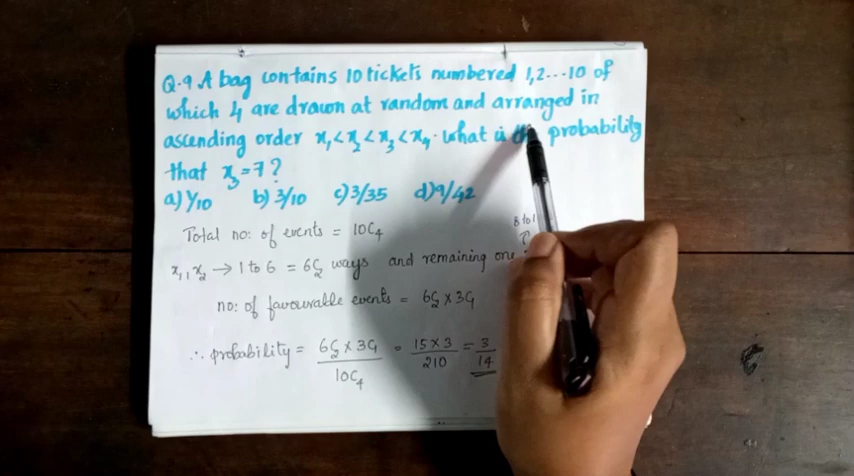 Q.9 A bag contains 10 tickets numbered 1,2...10 of
which 4 are drawn at random and arranged in
ascending order x₁<x₂<x₃<x₄. what is probability
that x₃=7?
a) 1/10 b) 3/10 c) 3/35 d) 9/42
Total no: of events = 10C₄
8 to 1
x₁, x₂ → 1 to 6 = 6C₂ ways and remaining one
no: of favourable events = 6C₂ × 3C₁
∴ probability = 6C₂ × 3C₁ / 10C₄ = 15×3 / 210 = 3/14